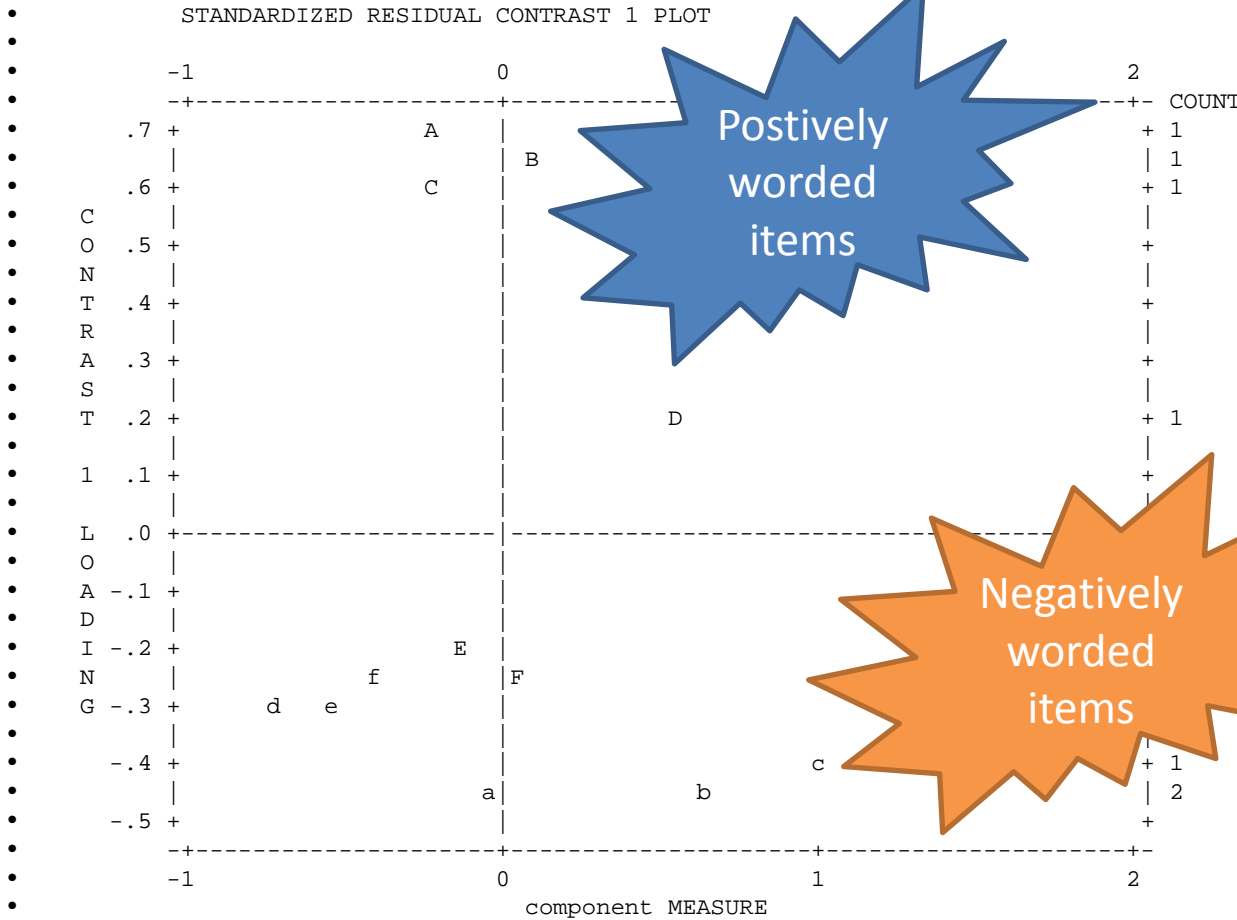 • STANDARDIZED RESIDUAL CONTRAST 1 PLOT
•
• -1 0 2
• -+------------------------------+------------------ --+- COUNT
• .7 + A | + 1
• | | B | 1
• .6 + C | + 1
• C | | |
• O .5 + | +
• N | | |
• T .4 + | +
• R | | |
• A .3 + | +
• S | | |
• T .2 + | D + 1
• | | |
• 1 .1 + | +
• | | |
• L .0 +------------------------------|--------------------------------------------------
• O | |
• A -.1 + |
• D | |
• I -.2 + E |
• N | f |F
• G -.3 + d e |
• | | |
• -.4 + | c + 1
• | a| b | 2
• -.5 + | +
• -+------------------------------+-----------------------------+-----------------------------+-
• -1 0 1 2
• component MEASURE
Postively
worded
items
Negatively
worded
items